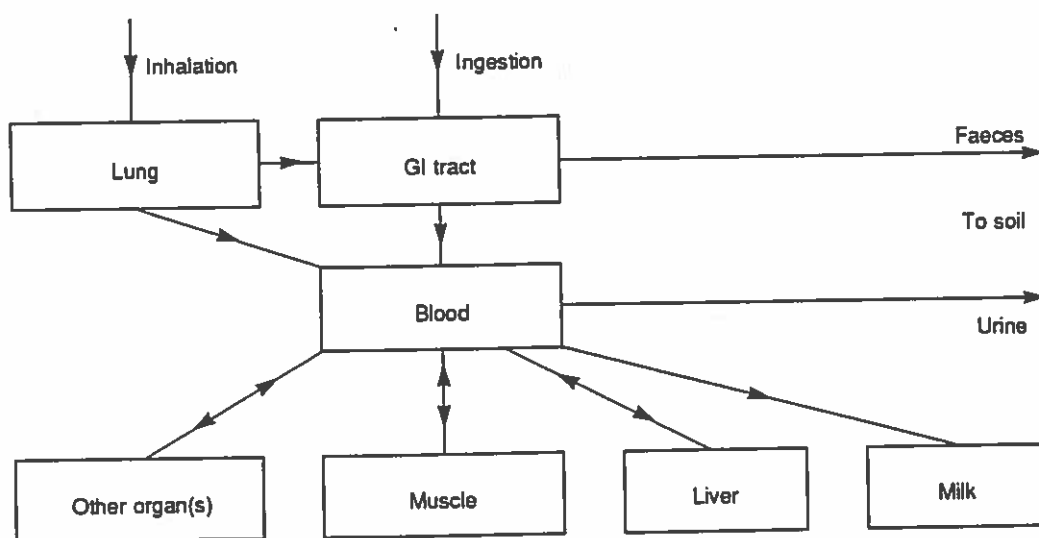 Inhalation
Ingestion
Lung
GI tract
Faeces
To soil
Blood
Urine
Other organ(s)
Muscle
Liver
Milk